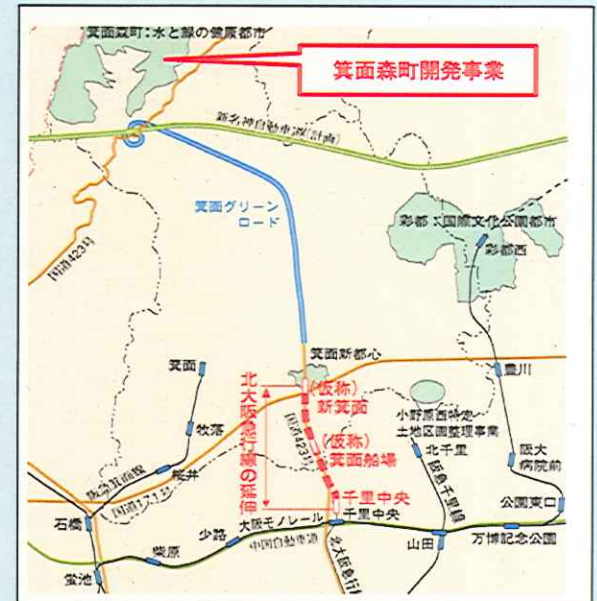 箕面森町:水と緑の健康都市
箕面森町開発事業
新名神自動車道(計画)
箕面グリーン
ロード
国道423号
彩都:国際文化公園都市
彩都西
箕面新都心
箕面
豊川
北大阪急行線の延伸
(仮称)
新箕面
小野原西特定
土地区画整理事業
牧落
国道423号
(仮称)
箕面船場
北千里
阪大
病院前
阪急箕面線
桜井
阪急千里線
国道171号
千里中央
公園東口
石橋
少路
大阪モノレール
千里中央
柴原
中国自動車道
山田
万博記念公園
蛍池
北大阪急行